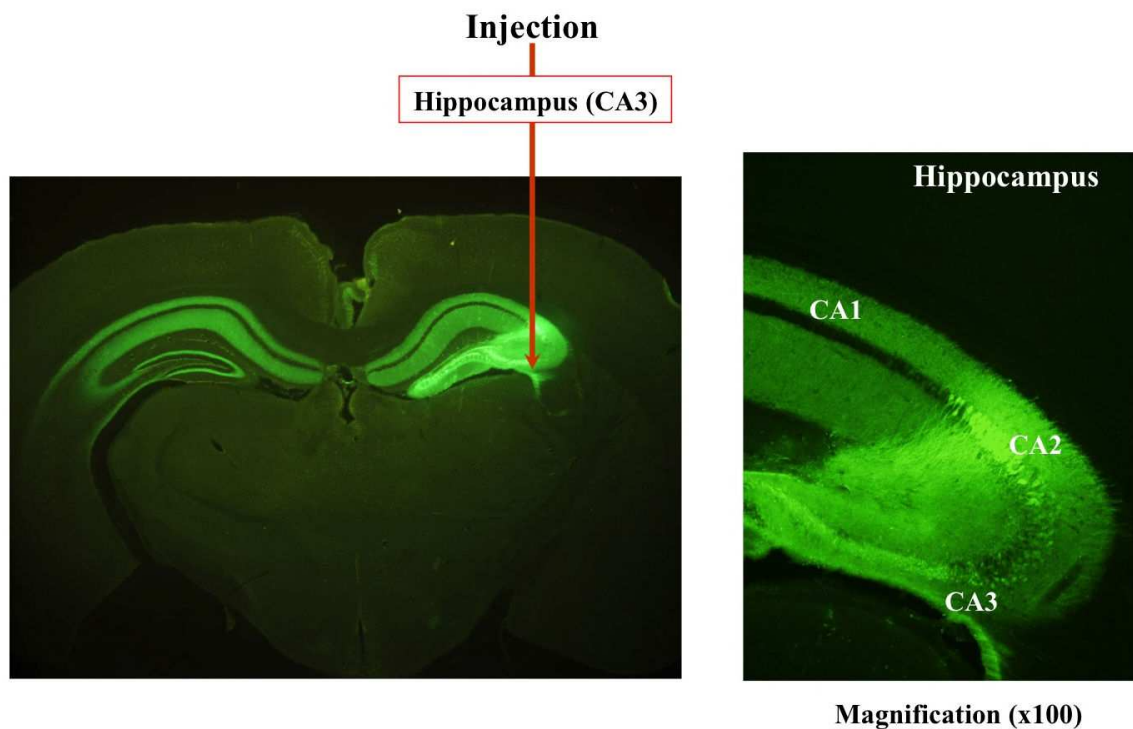 Injection
Hippocampus (CA3)
Hippocampus
CA1
CA2
CA3
Magnification (x100)